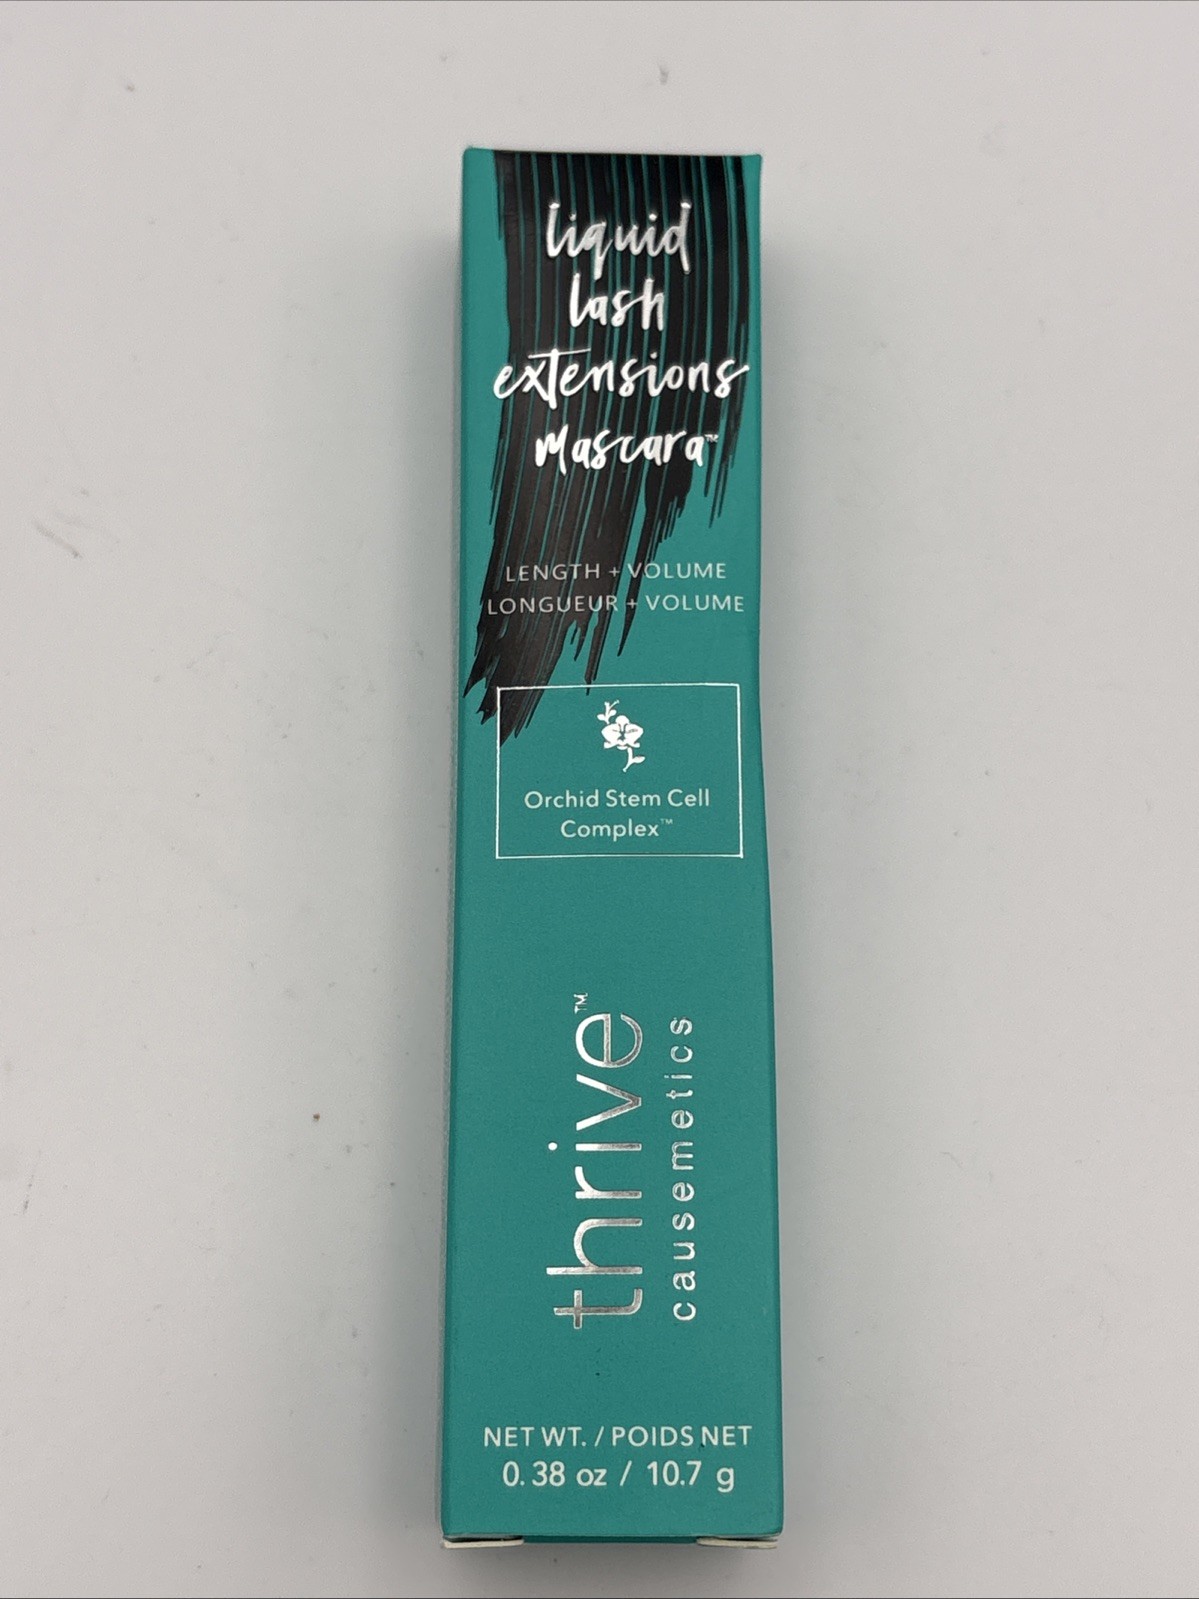 liquid
lash
extensions
mascara™
LENGTH + VOLUME
LONGUEUR + VOLUME
Orchid Stem Cell
Complex™
thrive™
causemetics
NET WT. / POIDS NET
0.38 oz / 10.7 g